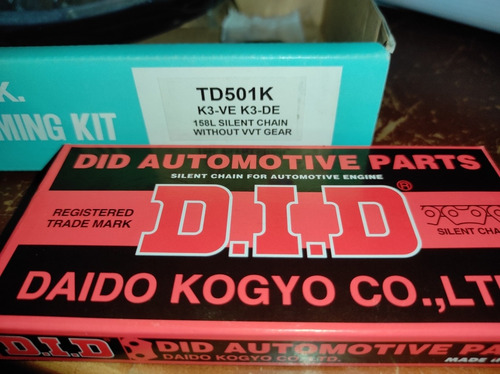 K.
MING KIT
TD501K
K3-VE K3-DE
158L SILENT CHAIN
WITHOUT VVT GEAR
DID AUTOMOTIVE PARTS
SILENT CHAIN FOR AUTOMOTIVE ENGINE
REGISTERED
TRADE MARK
D.I.D®
SILENT CHA
DAIDO KOGYO CO.,LT
D.I.D
DID AUTOMOTIVE PA
DAIDO KOGYO CO.,LTD.
MADE IN